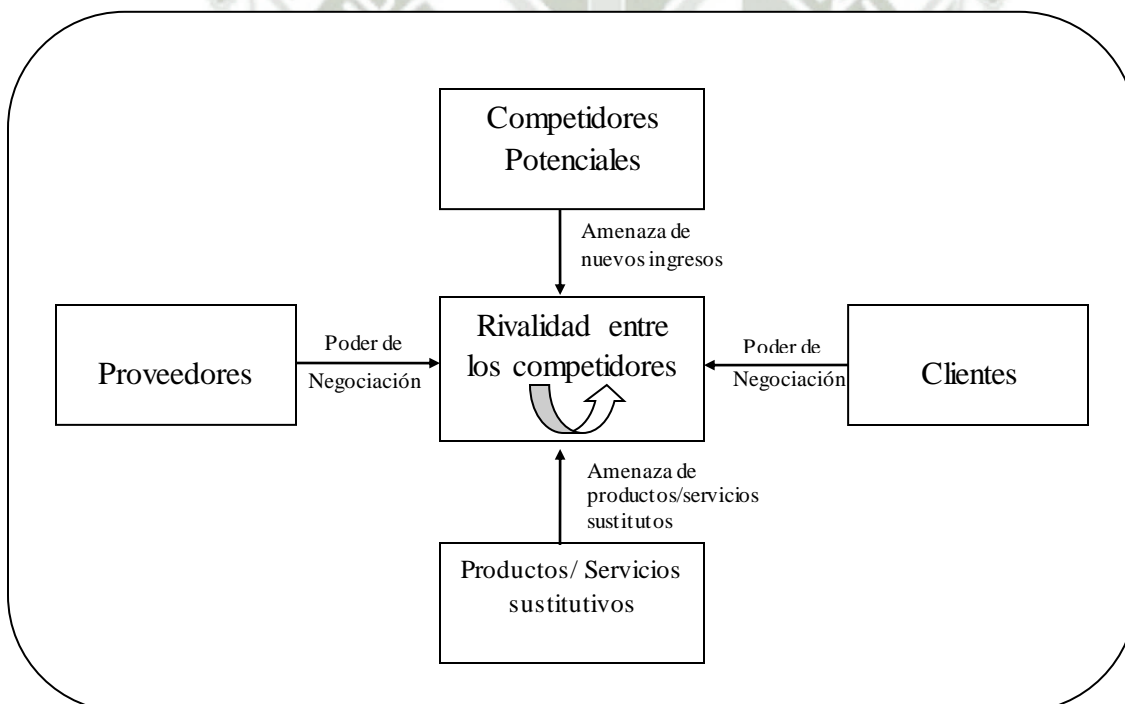 Competidores
Potenciales
Amenaza de
nuevos ingresos
Proveedores
Poder de
Negociación
Rivalidad entre
los competidores
Poder de
Negociación
Clientes
Amenaza de
productos/servicios
sustitutos
Productos/ Servicios
sustitutivos